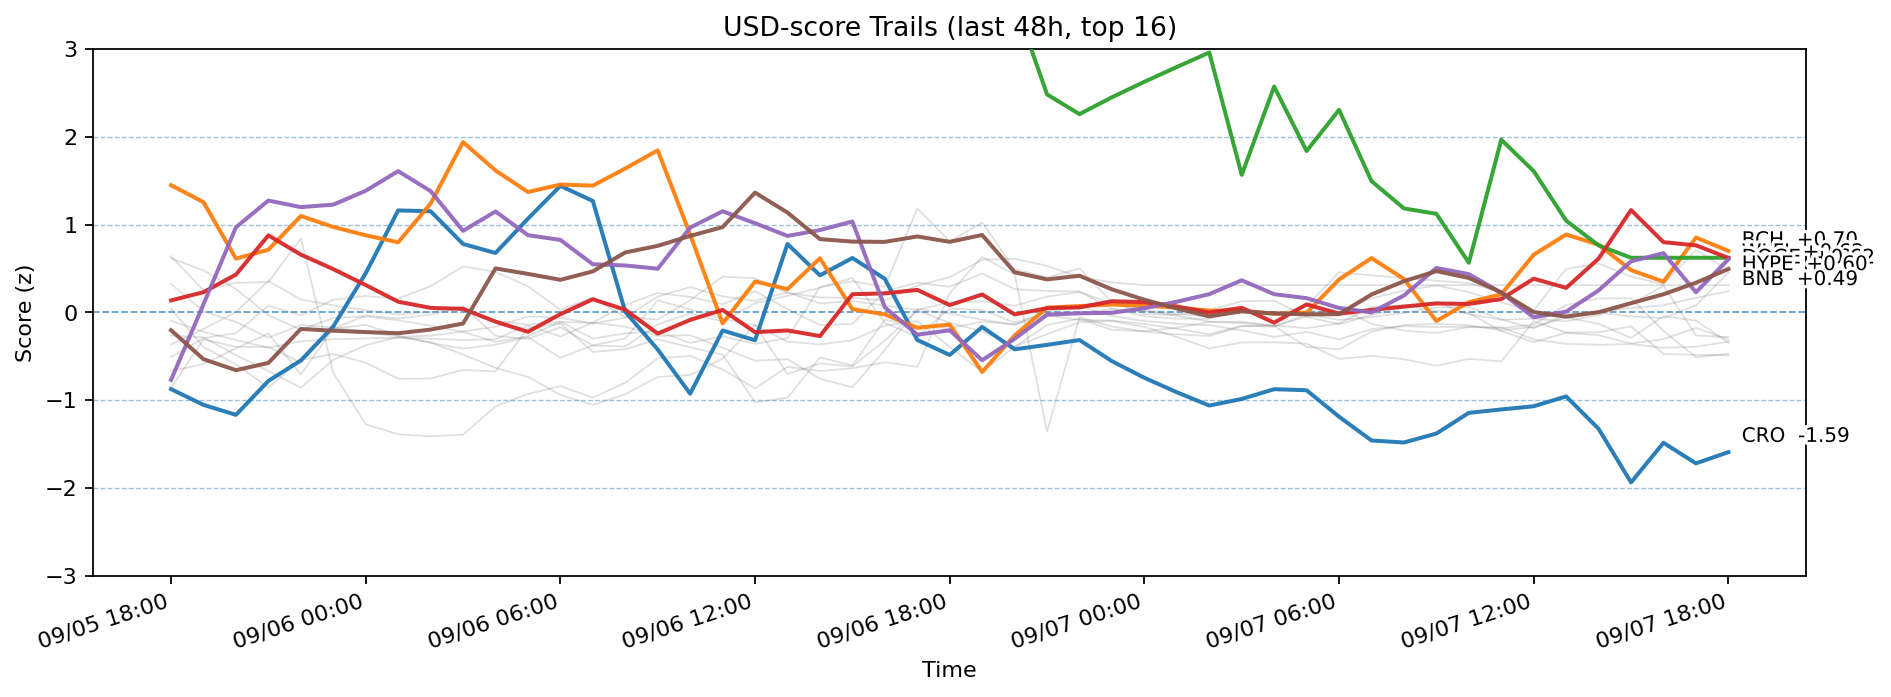 USD-score Trails (last 48h, top 16)
Score (z)
3
2
1
0
−1
−2
−3
BCH +0.70
HYPE +0.60
BNB +0.49
CRO -1.59
09/05 18:00
09/06 00:00
09/06 06:00
09/06 12:00
09/06 18:00
09/07 00:00
09/07 06:00
09/07 12:00
09/07 18:00
Time